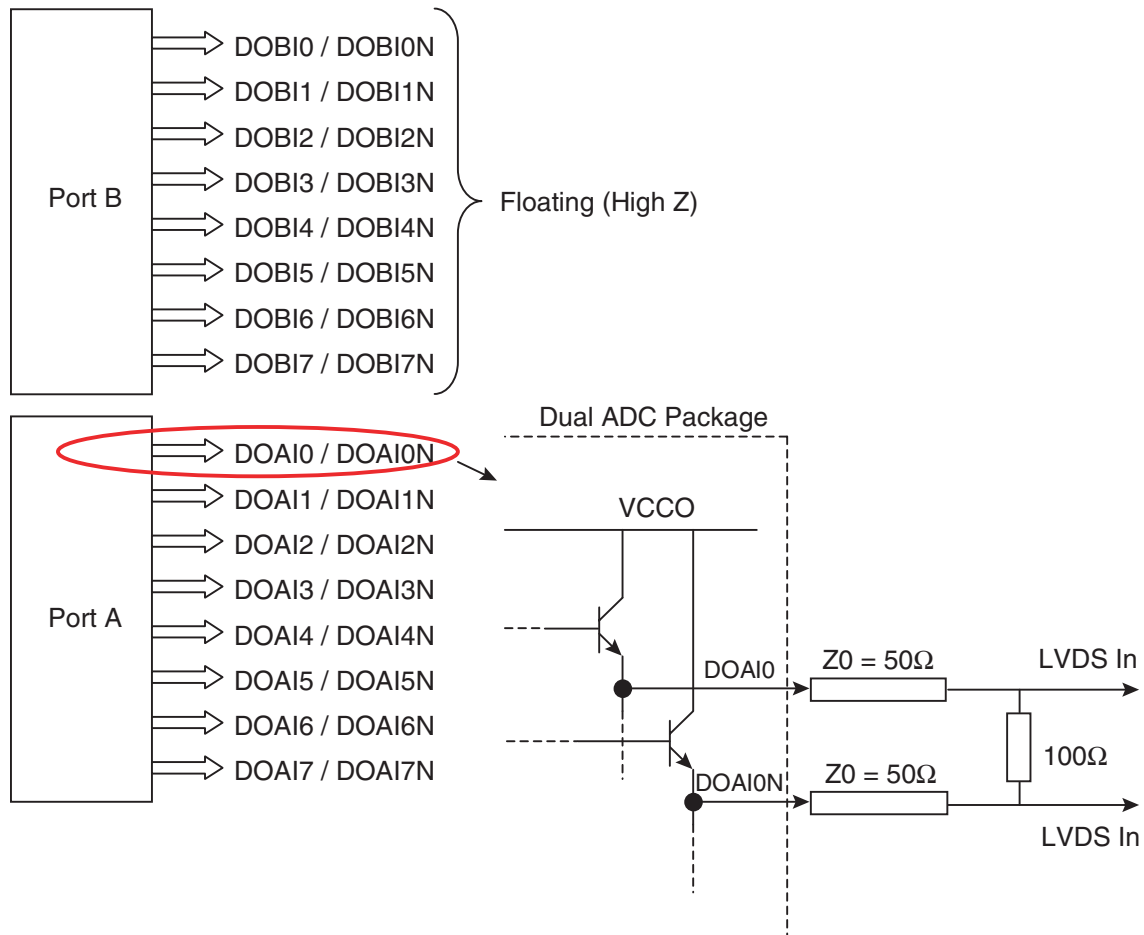 Port B
DOBI0 / DOBI0N
DOBI1 / DOBI1N
DOBI2 / DOBI2N
DOBI3 / DOBI3N
DOBI4 / DOBI4N
DOBI5 / DOBI5N
DOBI6 / DOBI6N
DOBI7 / DOBI7N
Floating (High Z)
Port A
DOAI0 / DOAI0N
DOAI1 / DOAI1N
DOAI2 / DOAI2N
DOAI3 / DOAI3N
DOAI4 / DOAI4N
DOAI5 / DOAI5N
DOAI6 / DOAI6N
DOAI7 / DOAI7N
Dual ADC Package
VCCO
DOAI0
Z0 = 50Ω
LVDS In
100Ω
DOAI0N
Z0 = 50Ω
LVDS In